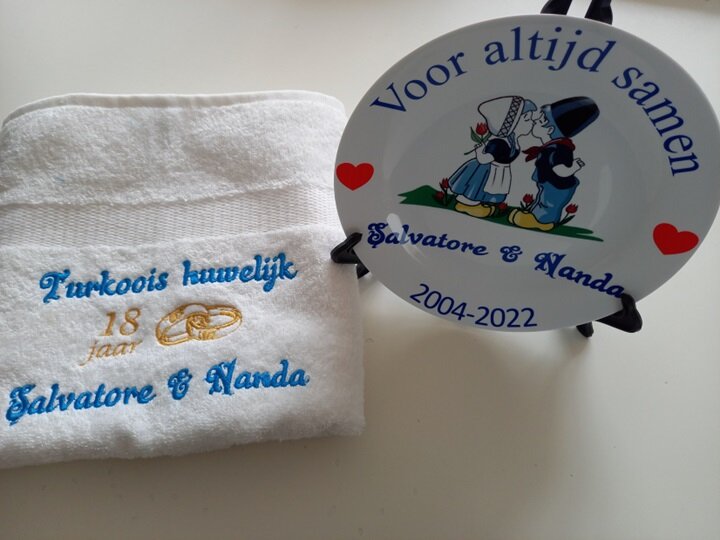 Turkoois huwelijk
18
jaar
Salvatore & Nanda
Voor altijd samen
Salvatore & Nanda
2004-2022